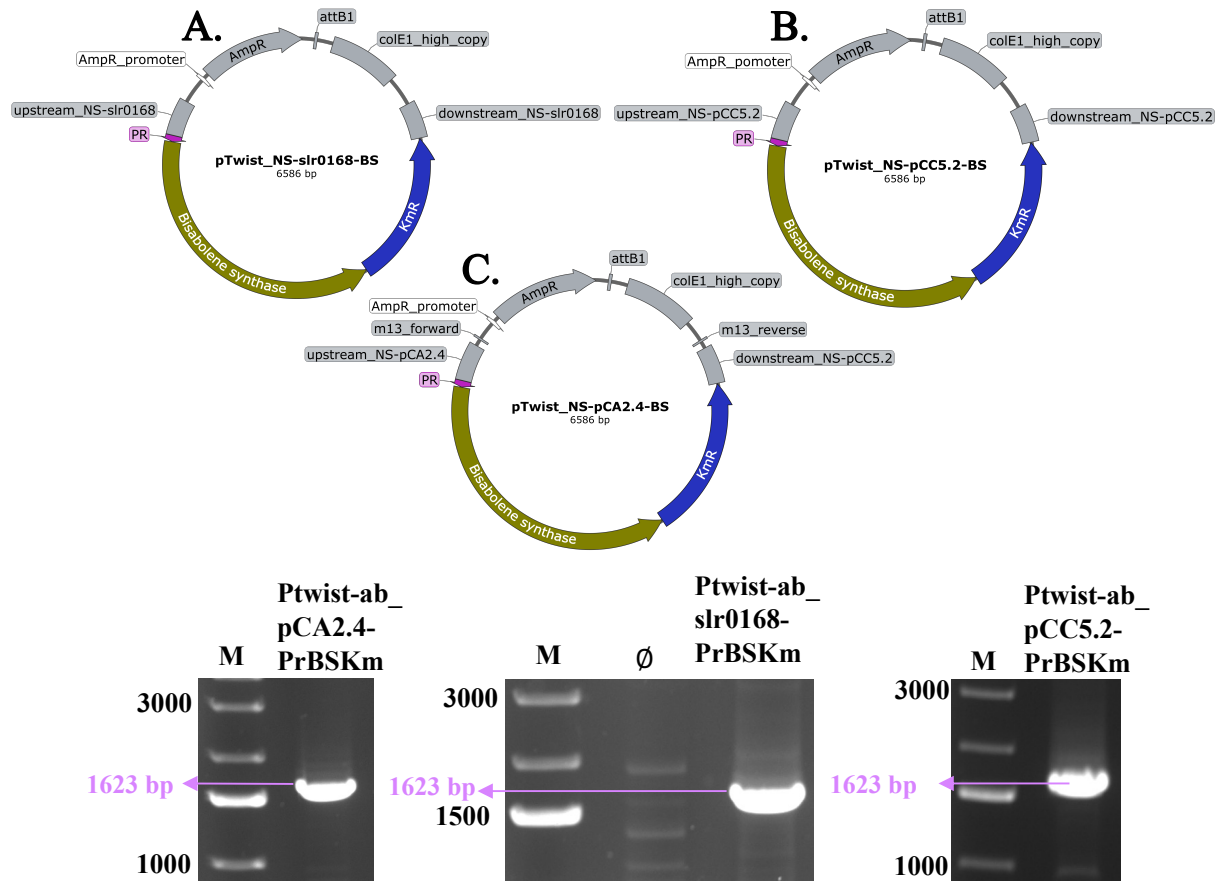 A.
attB1
colE1_high_copy
AmpR
AmpR_promoter
upstream_NS-slr0168
downstream_NS-slr0168
PR
pTwist_NS-slr0168-BS
6586 bp
KmR
Bisabolene synthase
B.
attB1
colE1_high_copy
AmpR
AmpR_pomoter
upstream_NS-pCC5.2
downstream_NS-pCC5.2
PR
pTwist_NS-pCC5.2-BS
6586 bp
KmR
Bisabolene synthase
C.
attB1
colE1_high_copy
AmpR
AmpR_promoter
m13_forward
m13_reverse
upstream_NS-pCA2.4
downstream_NS-pCC5.2
PR
pTwist_NS-pCA2.4-BS
6586 bp
KmR
Bisabolene synthase
Ptwist-ab_
pCA2.4-
PrBSKm
M
3000
1623 bp
1000
Ptwist-ab_
slr0168-
PrBSKm
M
∅
3000
1623 bp
1500
Ptwist-ab_
pCC5.2-
PrBSKm
M
3000
1623 bp
1000